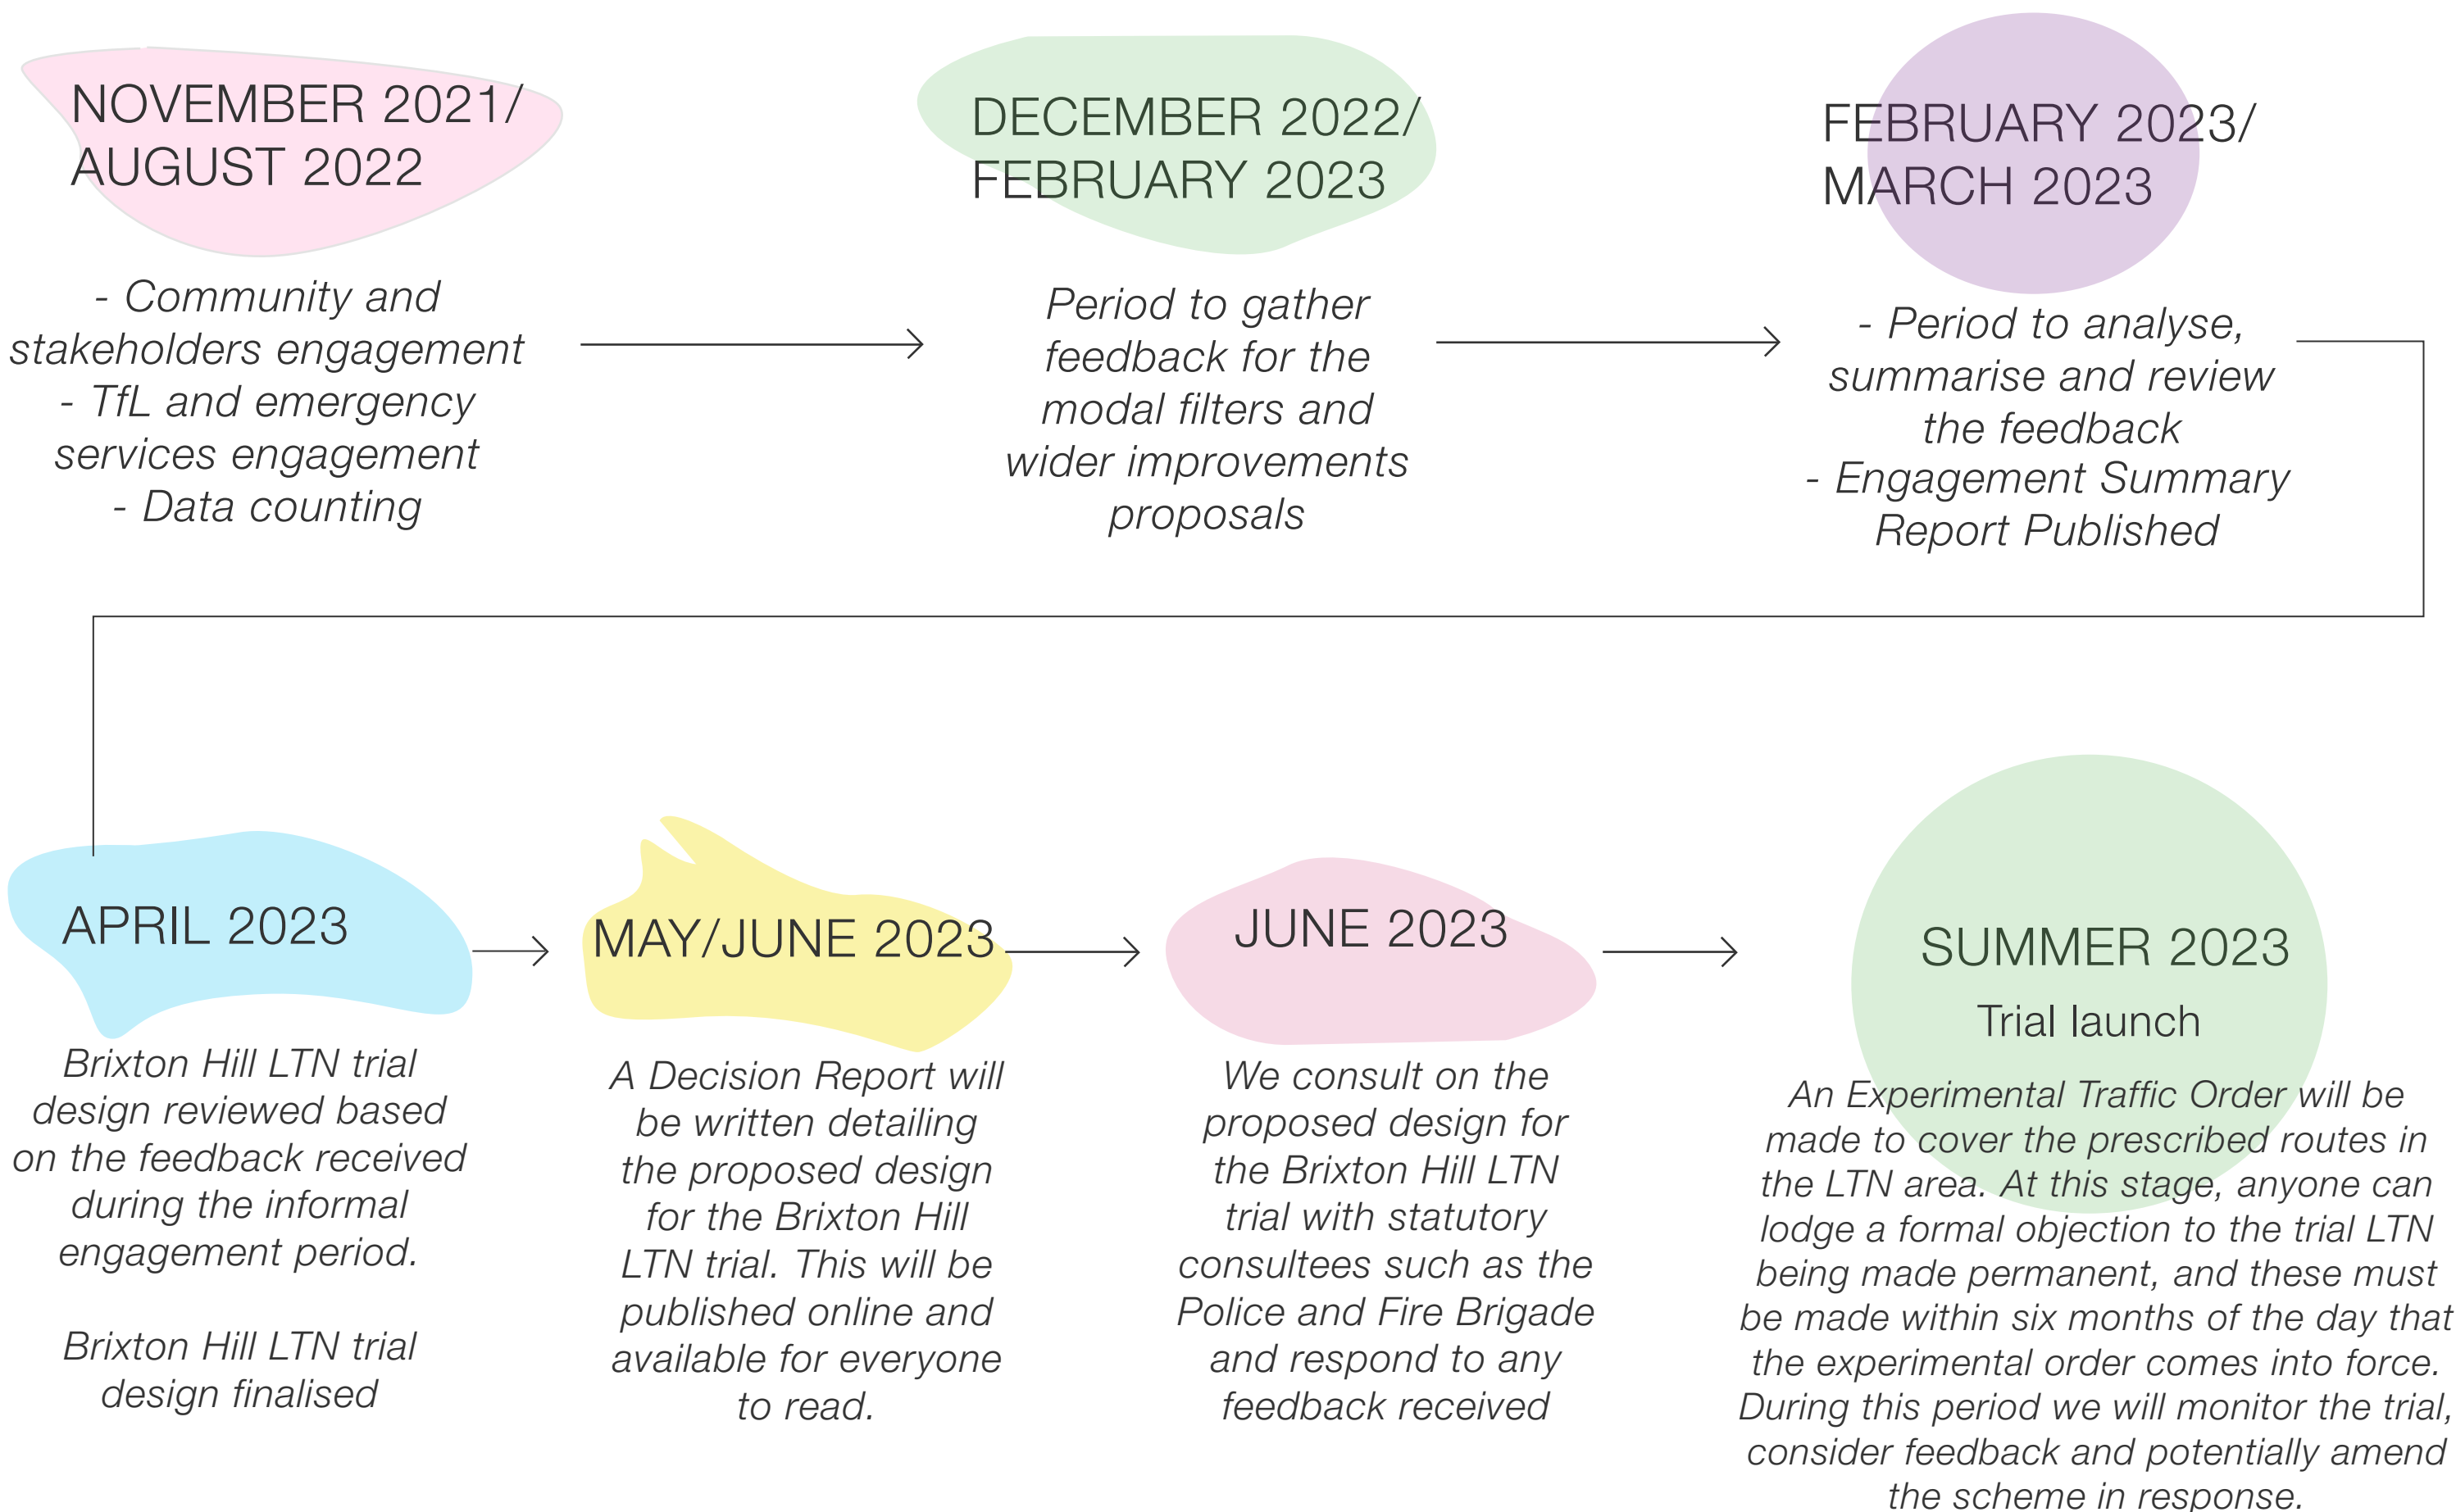 NOVEMBER 2021/
AUGUST 2022
- Community and
stakeholders engagement
- TfL and emergency
services engagement
- Data counting
DECEMBER 2022/
FEBRUARY 2023
Period to gather
feedback for the
modal filters and
wider improvements
proposals
FEBRUARY 2023/
MARCH 2023
- Period to analyse,
summarise and review
the feedback
- Engagement Summary
Report Published
APRIL 2023
Brixton Hill LTN trial
design reviewed based
on the feedback received
during the informal
engagement period.
Brixton Hill LTN trial
design finalised
MAY/JUNE 2023
A Decision Report will
be written detailing
the proposed design
for the Brixton Hill
LTN trial. This will be
published online and
available for everyone
to read.
JUNE 2023
We consult on the
proposed design for
the Brixton Hill LTN
trial with statutory
consultees such as the
Police and Fire Brigade
and respond to any
feedback received
SUMMER 2023
Trial launch
An Experimental Traffic Order will be
made to cover the prescribed routes in
the LTN area. At this stage, anyone can
lodge a formal objection to the trial LTN
being made permanent, and these must
be made within six months of the day that
the experimental order comes into force.
During this period we will monitor the trial,
consider feedback and potentially amend
the scheme in response.